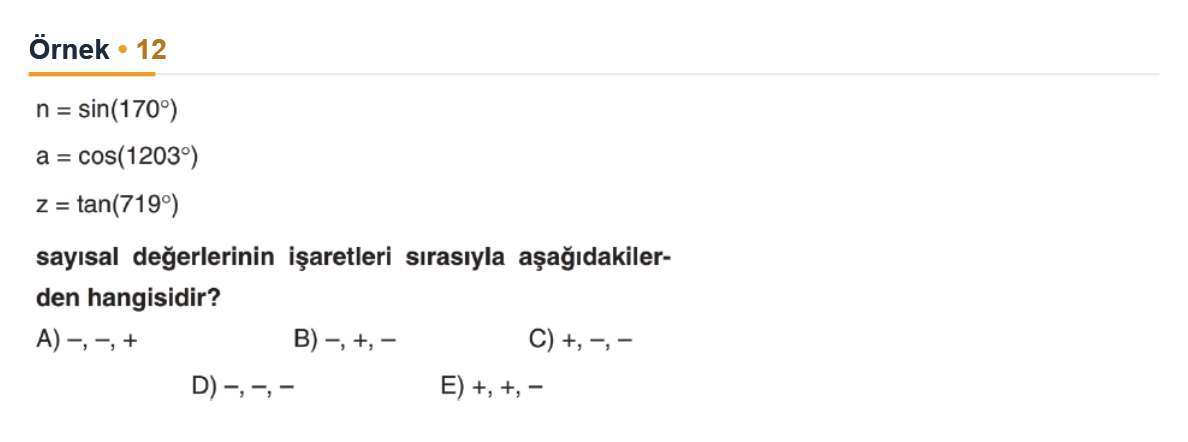 Örnek • 12
n = sin(170°)
a = cos(1203°)
z = tan(719°)
sayısal değerlerinin işaretleri sırasıyla aşağıdakiler-
den hangisidir?
A) –, –, + B) –, +, – C) +, –, –
D) –, –, – E) +, +, –